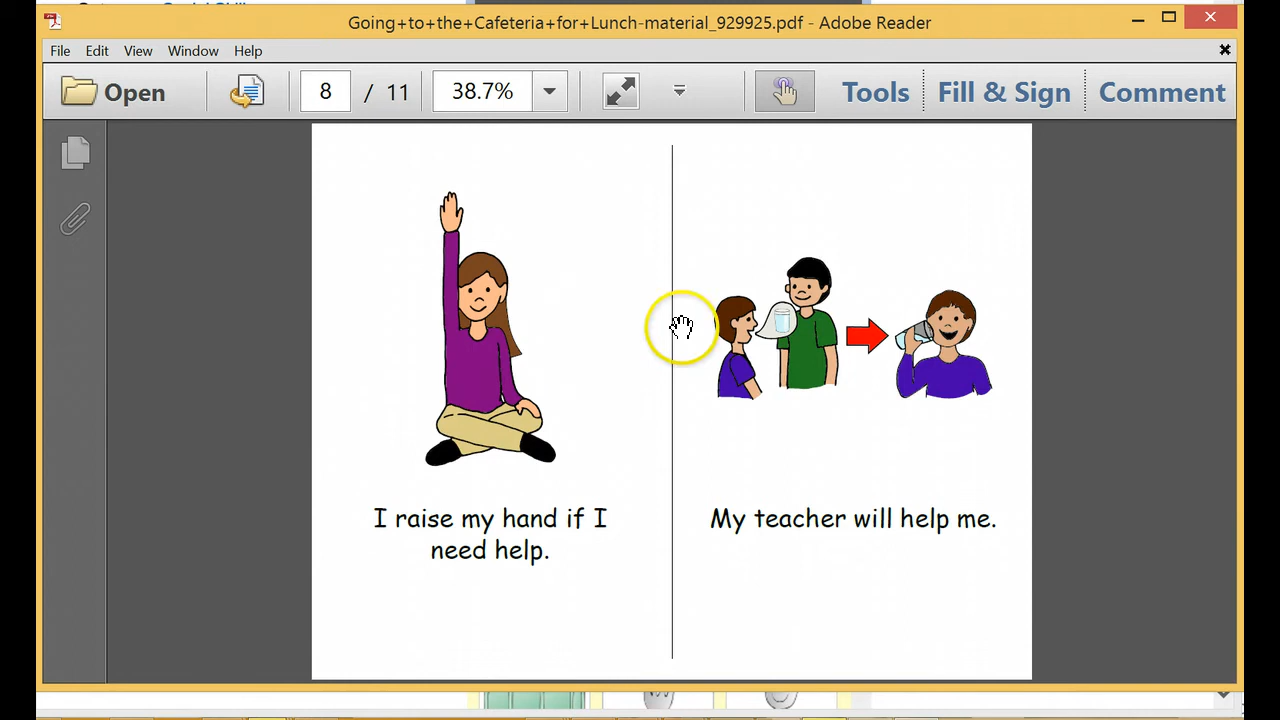 Going+to+the+Cafeteria+for+Lunch-material_929925.pdf - Adobe Reader
File Edit View Window Help
Open 8 / 11 38.7% Tools Fill & Sign Comment
I raise my hand if I
need help.
My teacher will help me.